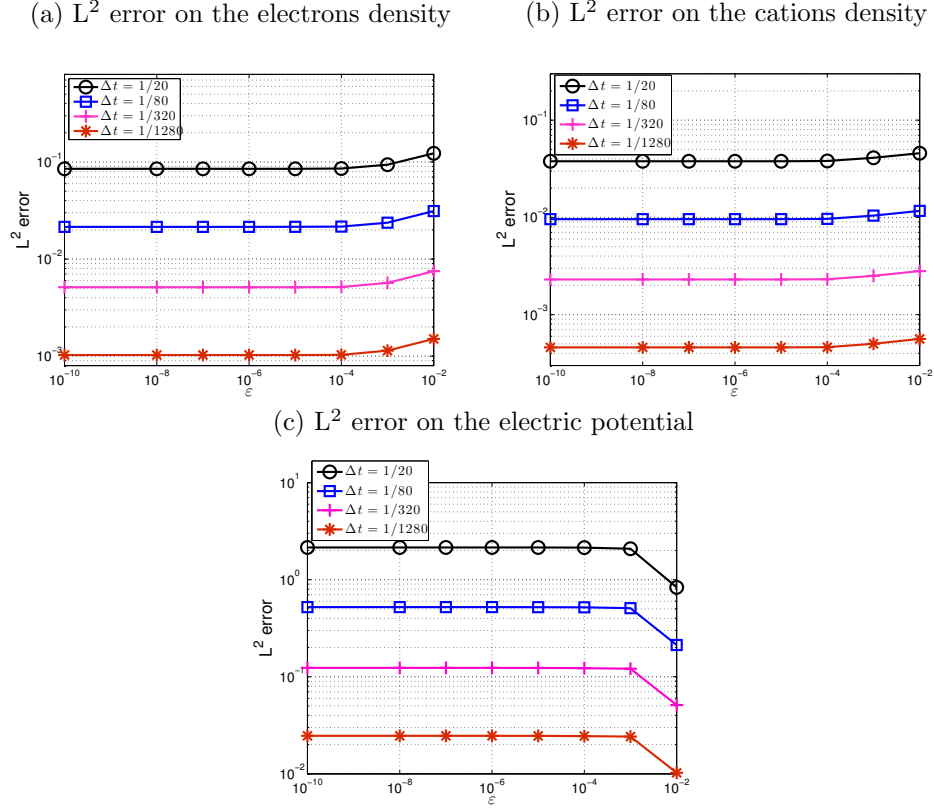 (a) L² error on the electrons density
Δt = 1/20
Δt = 1/80
Δt = 1/320
Δt = 1/1280
10⁻¹
10⁻²
10⁻³
L² error
10⁻¹⁰
10⁻⁸
10⁻⁶
10⁻⁴
10⁻²
ε
(b) L² error on the cations density
Δt = 1/20
Δt = 1/80
Δt = 1/320
Δt = 1/1280
10⁻¹
10⁻²
10⁻³
L² error
10⁻¹⁰
10⁻⁸
10⁻⁶
10⁻⁴
10⁻²
ε
(c) L² error on the electric potential
Δt = 1/20
Δt = 1/80
Δt = 1/320
Δt = 1/1280
10¹
10⁰
10⁻¹
10⁻²
L² error
10⁻¹⁰
10⁻⁸
10⁻⁶
10⁻⁴
10⁻²
ε